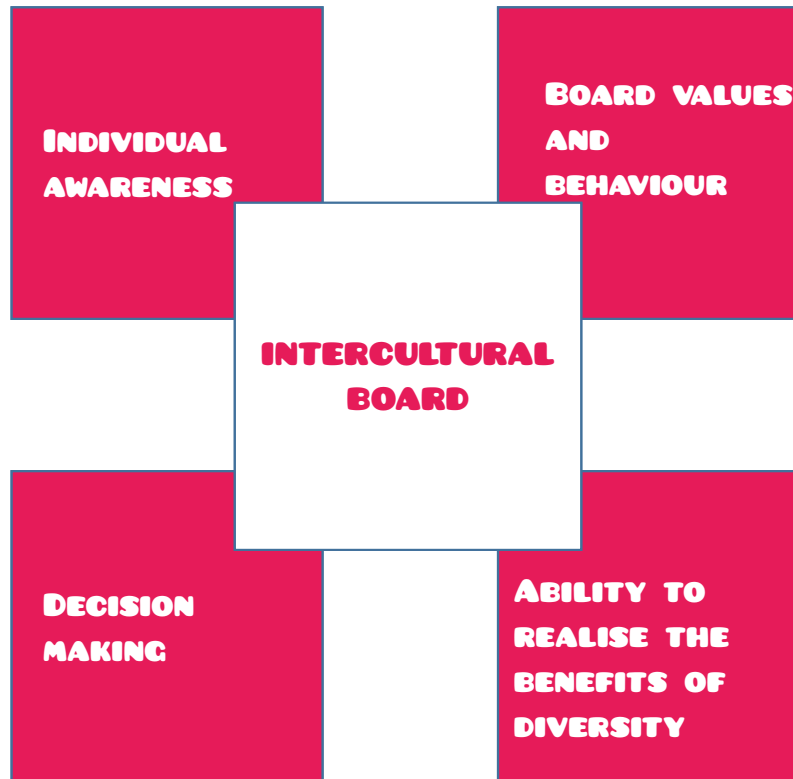 Individual
awareness
Board values
and
behaviour
INTERCULTURAL
BOARD
Decision
making
Ability to
realise the
benefits of
diversity